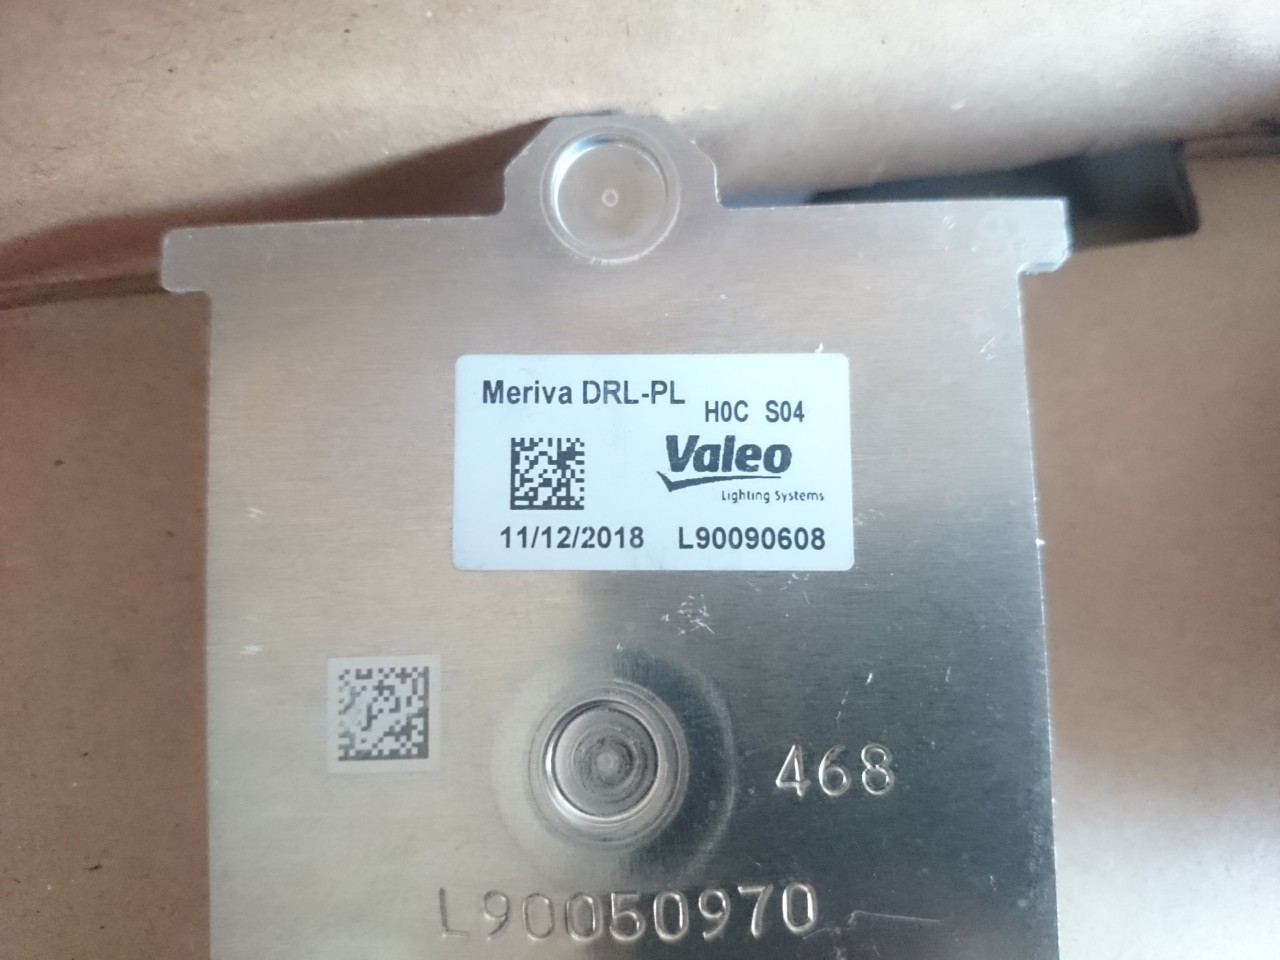 Meriva DRL-PL
H0C S04
Valeo
Lighting Systems
11/12/2018 L90090608
468
L90050970